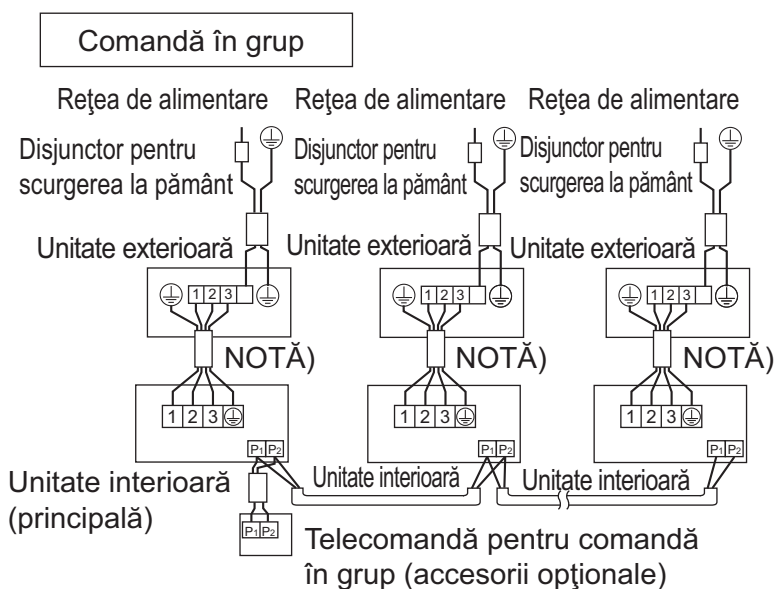 Comandă în grup
Reţea de alimentare Reţea de alimentare Reţea de alimentare
Disjunctor pentru scurgerea la pământ
Disjunctor pentru scurgerea la pământ
Disjunctor pentru scurgerea la pământ
Unitate exterioară Unitate exterioară Unitate exterioară
1 2 3 1 2 3 1 2 3
NOTĂ) NOTĂ) NOTĂ)
1 2 3 1 2 3 1 2 3
P1 P2 P1 P2 P1 P2
Unitate interioară
(principală)
Unitate interioară Unitate interioară
P1 P2
Telecomandă pentru comandă
în grup (accesorii opţionale)